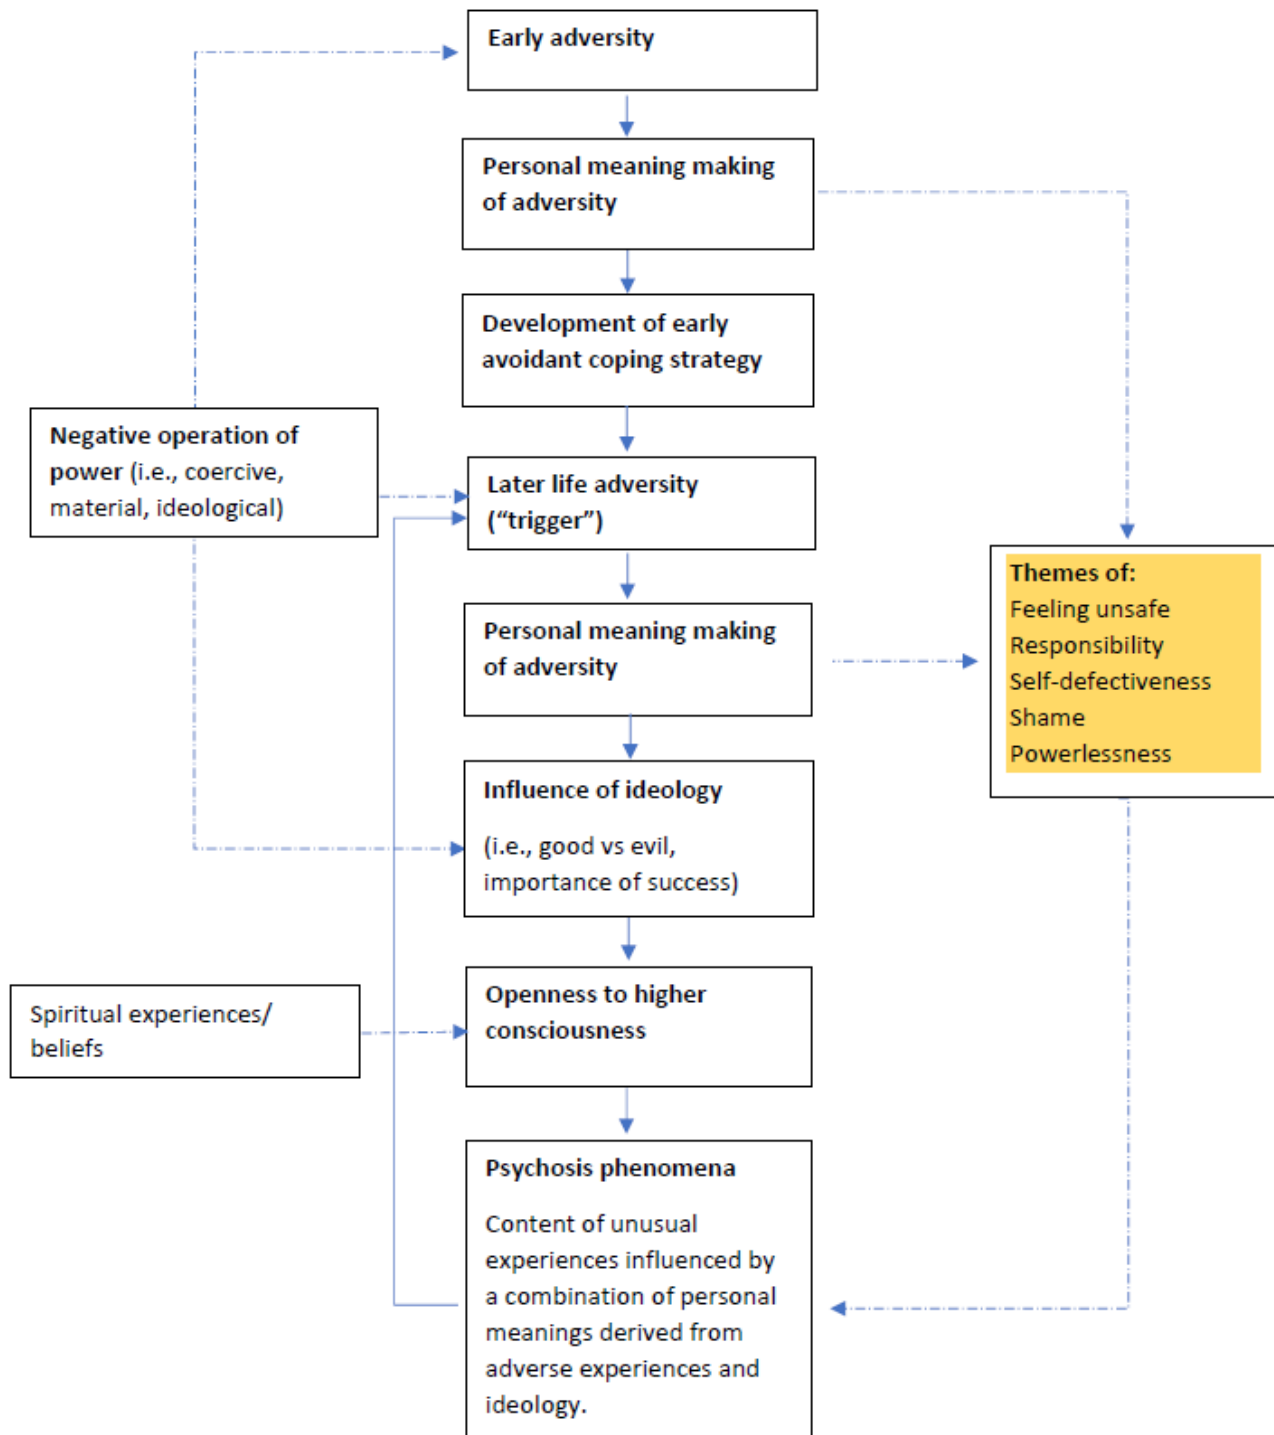 Early adversity
Personal meaning making
of adversity
Development of early
avoidant coping strategy
Negative operation of
power (i.e., coercive,
material, ideological)
Later life adversity
(“trigger”)
Personal meaning making
of adversity
Themes of:
Feeling unsafe
Responsibility
Self-defectiveness
Shame
Powerlessness
Influence of ideology
(i.e., good vs evil,
importance of success)
Spiritual experiences/
beliefs
Openness to higher
consciousness
Psychosis phenomena
Content of unusual
experiences influenced by
a combination of personal
meanings derived from
adverse experiences and
ideology.